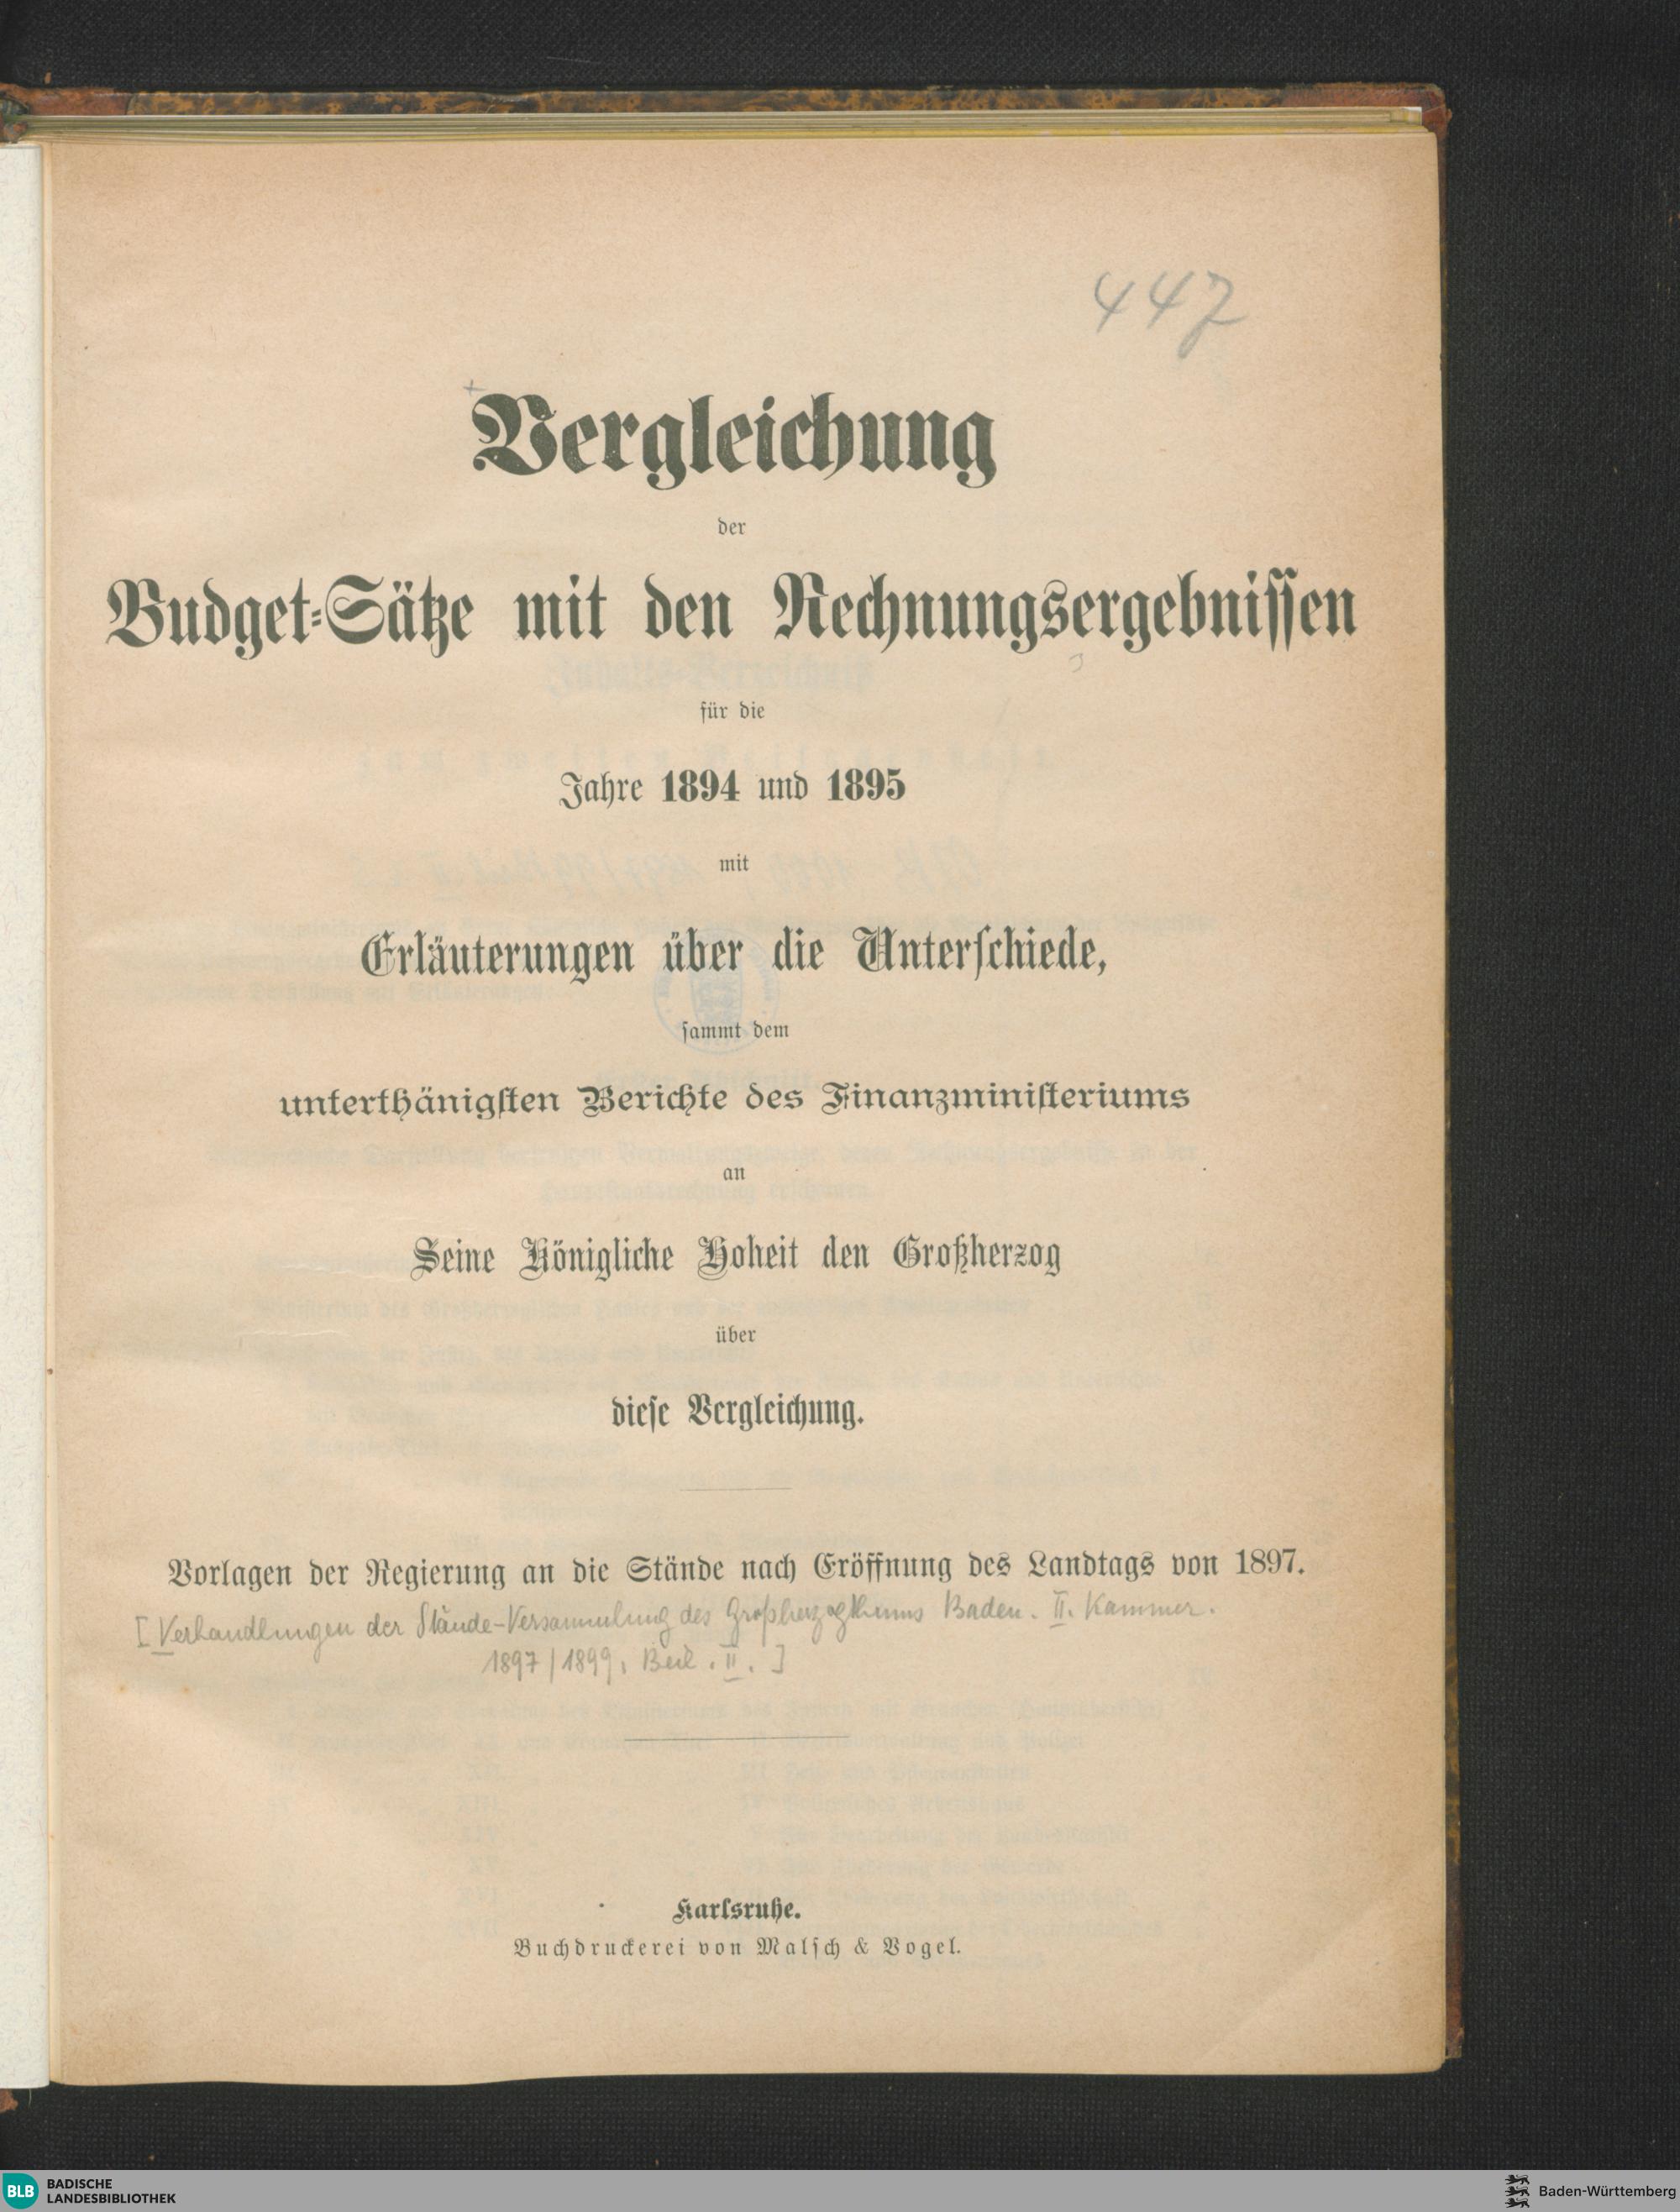 447
Vergleichung
der
Budget-Sätze mit den Rechnungsergebnissen
für die
Jahre 1894 und 1895
mit
Erläuterungen über die Unterschiede,
sammt dem
unterthänigsten Berichte des Finanzministeriums
an
Seine Königliche Hoheit den Großherzog
über
diese Vergleichung.
Vorlagen der Regierung an die Stände nach Eröffnung des Landtags von 1897.
[Verhandlungen der Stände-Versammlung des Großherzogthums Baden. II. Kammer.
1897/1899, Beil. II.]
Karlsruhe.
Buchdruckerei von Malsch & Vogel.
BLB BADISCHE
LANDESBIBLIOTHEK
Baden-Württemberg